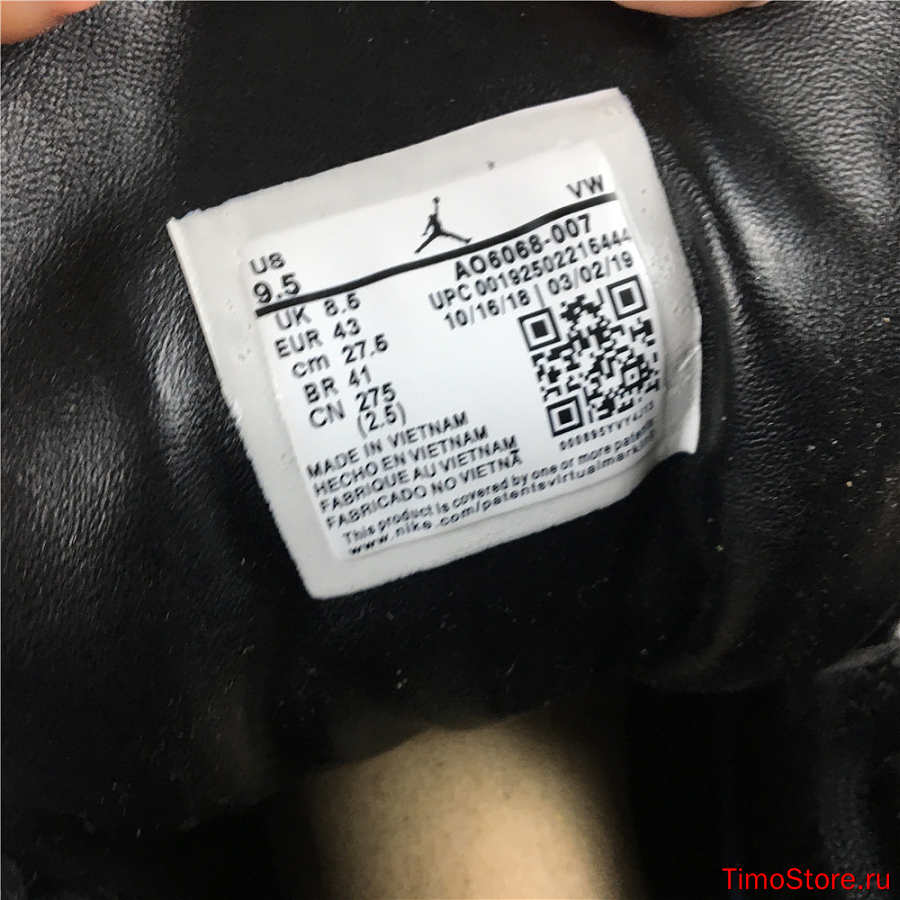 US
9.5
VW
AO6068-007
UPC 00192502216444
10/16/18 | 03/02/19
UK 8.5
EUR 43
cm 27.5
BR 41
CN 275
(2.5)
MADE IN VIETNAM
HECHO EN VIETNAM
FABRIQUE AU VIETNAM
FABRICADO NO VIETNÃ
This product is covered by one or more patents
www.nike.com/patentsvirtualmarking
TimoStore.ru